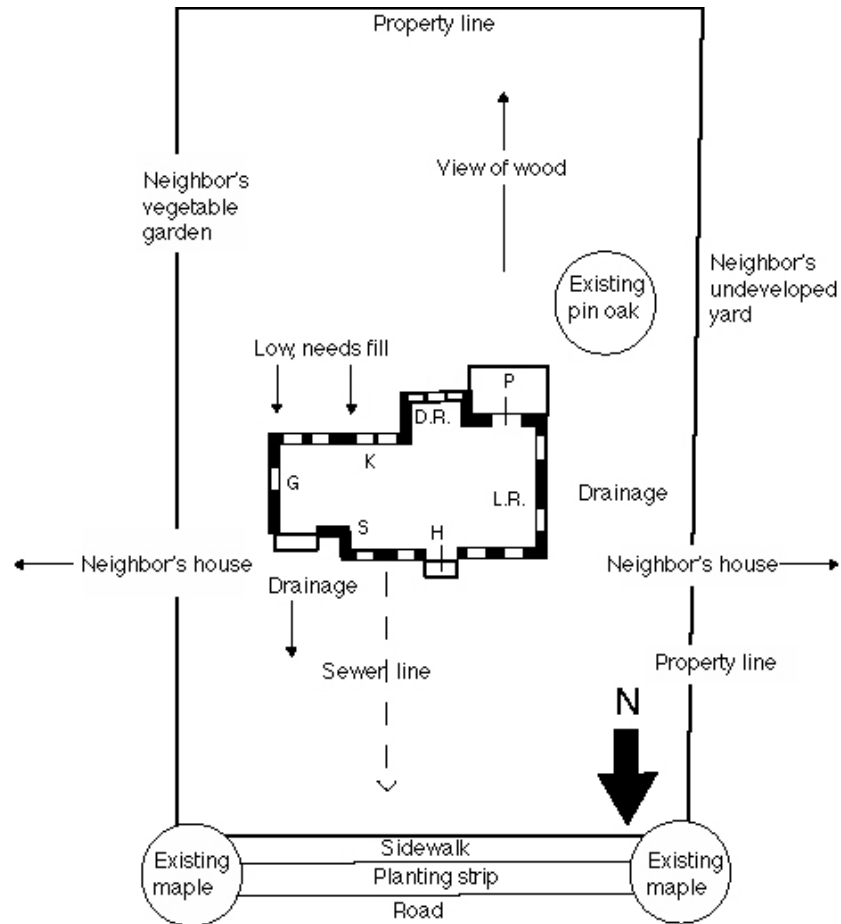 Property line
View of wood
Neighbor's
vegetable
garden
Neighbor's
undeveloped
yard
Existing
pin oak
Low, needs fill
P
D.R.
K
G
L.R.
Drainage
S
H
Neighbor's house
Neighbor's house
Drainage
Sewer line
Property line
N
Existing
maple
Sidewalk
Planting strip
Road
Existing
maple